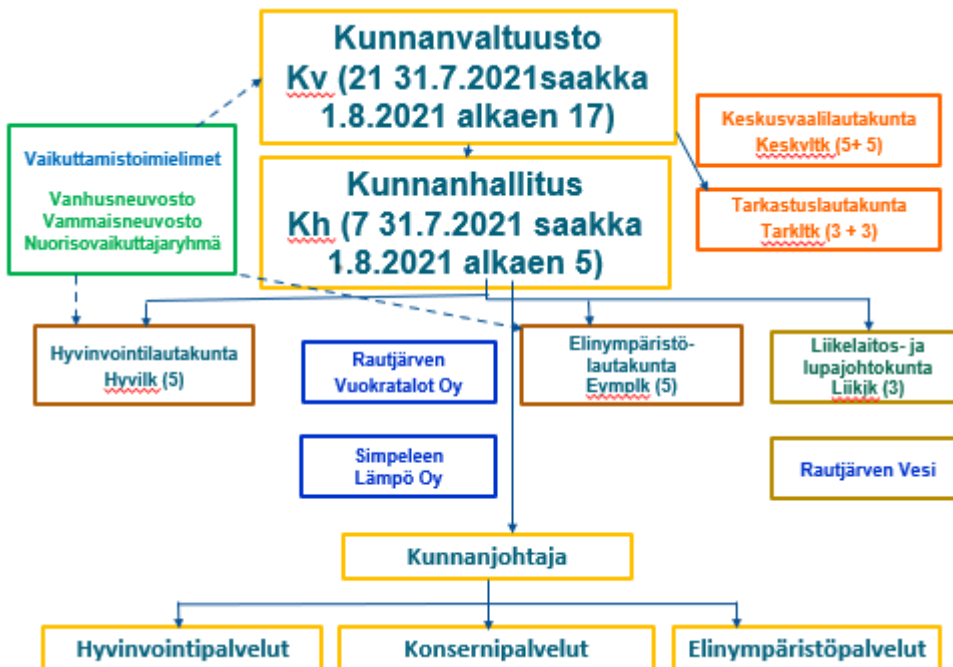 Kunnanvaltuusto
Kv (21 31.7.2021saakka
1.8.2021 alkaen 17)
Keskusvaalilautakunta
Keskvltk (5+ 5)
Vaikuttamistoimielimet
Vanhusneuvosto
Vammaisneuvosto
Nuorisovaikuttajaryhmä
Kunnanhallitus
Kh (7 31.7.2021 saakka
1.8.2021 alkaen 5)
Tarkastuslautakunta
Tarkltk (3 + 3)
Hyvinvointilautakunta
Hyvilk (5)
Rautjärven
Vuokratalot Oy
Elinympäristö-
lautakunta
Eymplk (5)
Liikelaitos- ja
lupajohtokunta
Liikjk (3)
Simpeleen
Lämpö Oy
Rautjärven Vesi
Kunnanjohtaja
Hyvinvointipalvelut
Konsernipalvelut
Elinympäristöpalvelut